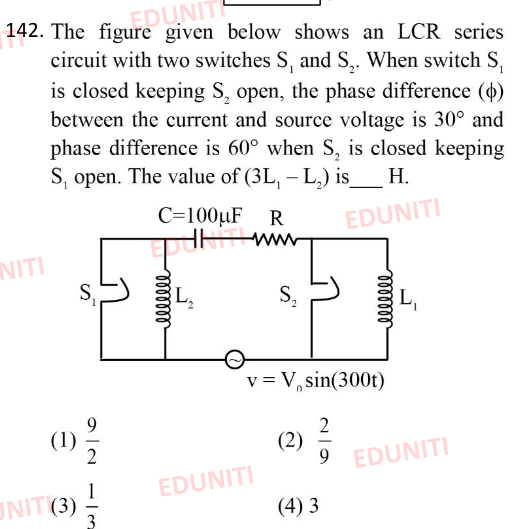 142. The figure given below shows an LCR series
circuit with two switches S₁ and S₂. When switch S₁
is closed keeping S₂ open, the phase difference (ϕ)
between the current and source voltage is 30° and
phase difference is 60° when S₂ is closed keeping
S₁ open. The value of (3L₁ – L₂) is___ H.
C=100μF R
S₁ L₂ S₂ L₁
v = V₀ sin(300t)
(1) 9/2 (2) 2/9
(3) 1/3 (4) 3
EDUNITI
EDUNITI
EDUNITI
NITI
EDUNITI
EDUNITI
UNITI